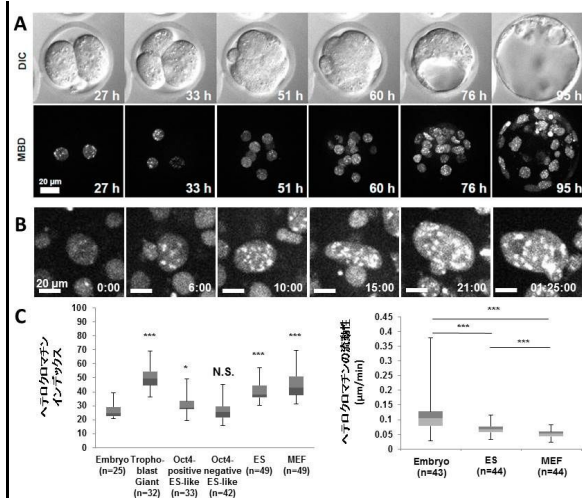 A
DIC
27 h
33 h
51 h
60 h
76 h
95 h
MBD
20 μm
27 h
33 h
51 h
60 h
76 h
95 h
B
20 μm
0:00
6:00
10:00
15:00
21:00
01:25:00
C
ヘテロクロマチン
インデックス
100
90
80
70
60
50
40
30
20
10
0
***
*
N.S.
***
***
Embryo
(n=25)
Tropho-
blast
Giant
(n=32)
Oct4-
positive
ES-like
(n=33)
Oct4-
negative
ES-like
(n=42)
ES
(n=49)
MEF
(n=49)
ヘテロクロマチンの流動性
(μm/min)
0.45
0.4
0.35
0.3
0.25
0.2
0.15
0.1
0.05
0
***
***
***
Embryo
(n=43)
ES
(n=44)
MEF
(n=44)